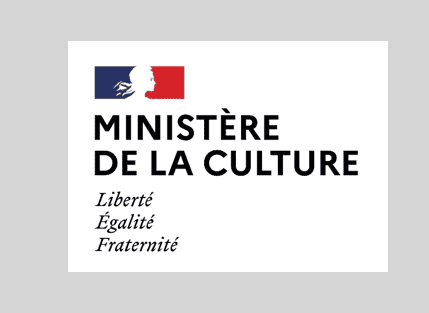 MINISTÈRE
DE LA CULTURE
Liberté
Égalité
Fraternité